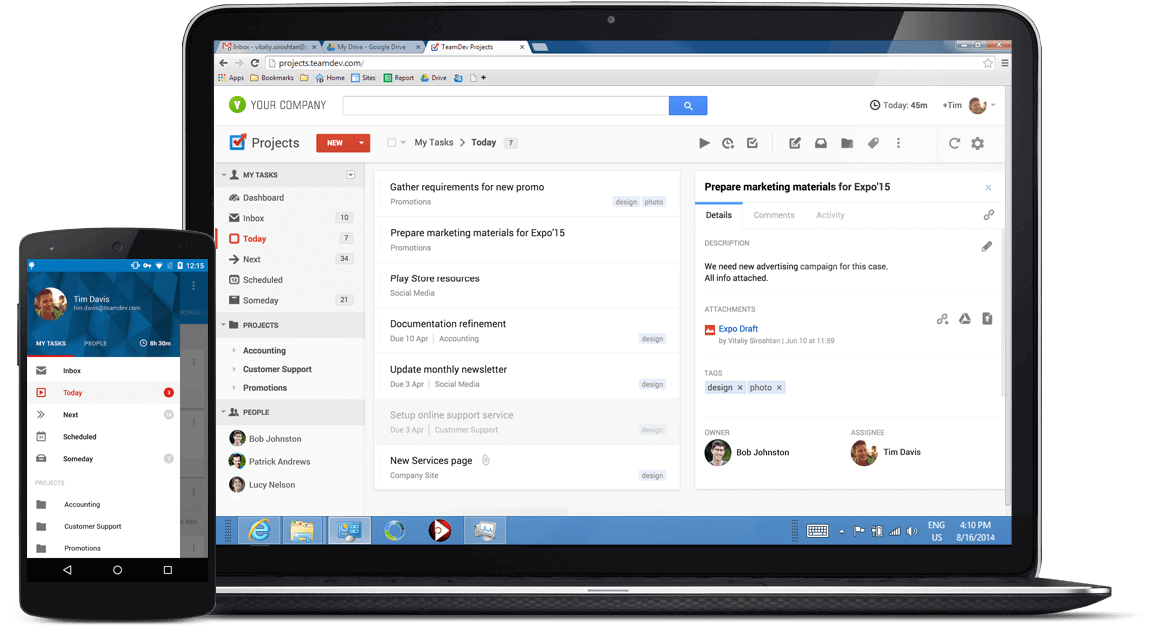 Inbox - vitaliy.siroshtan@
My Drive - Google Drive
TeamDev Projects
projects.teamdev.com/
Apps Bookmarks Home Sites Report Drive
YOUR COMPANY
Today: 45m +Tim
Projects NEW My Tasks > Today 7
MY TASKS
Dashboard
Inbox 10
Today 7
Next 34
Scheduled
Someday 21
PROJECTS
Accounting
Customer Support
Promotions
PEOPLE
Bob Johnston
Patrick Andrews
Lucy Nelson
Gather requirements for new promo
Promotions design photo
Prepare marketing materials for Expo'15
Promotions
Play Store resources
Social Media
Documentation refinement
Due 10 Apr | Accounting design
Update monthly newsletter
Due 3 Apr | Social Media design
Setup online support service
Due 3 Apr | Customer Support design
New Services page
Company Site design
Prepare marketing materials for Expo'15
Details Comments Activity
DESCRIPTION
We need new advertising campaign for this case.
All info attached.
ATTACHMENTS
Expo Draft
by Vitaliy Siroshtan | Jun 10 at 11:59
TAGS
design × photo ×
OWNER ASSIGNEE
Bob Johnston Tim Davis
ENG 4:10 PM
US 8/16/2014
12:15
Tim Davis
tim.davis@teamdev.com
MY TASKS PEOPLE 8h 30m
Inbox
Today 3
Next
Scheduled
Someday
PROJECTS
Accounting
Customer Support
Promotions